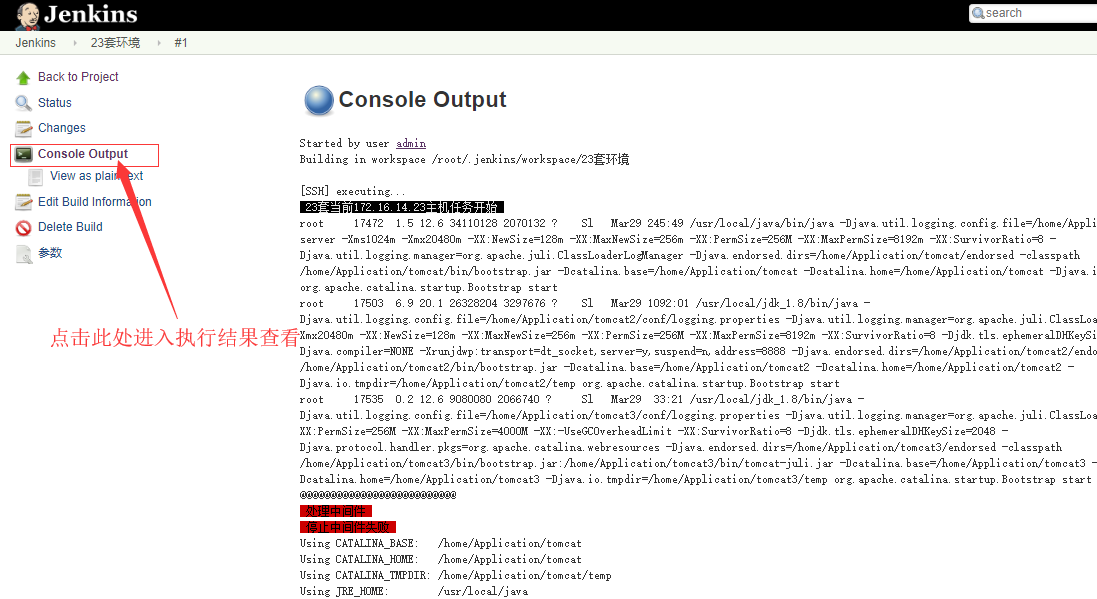 Jenkins
search
Jenkins
23套环境
#1
Back to Project
Status
Changes
Console Output
View as plain text
Edit Build Information
Delete Build
参数
点击此处进入执行结果查看
Console Output
Started by user admin
Building in workspace /root/.jenkins/workspace/23套环境
[SSH] executing...
23套当前172.16.14.23主机任务开始
root     17472  1.5 12.6 34110128 2070132 ?    Sl   Mar29 245:49 /usr/local/java/bin/java -Djava.util.logging.config.file=/home/Appli
server -Xms1024m -Xmx20480m -XX:NewSize=128m -XX:MaxNewSize=256m -XX:PermSize=256M -XX:MaxPermSize=8192m -XX:SurvivorRatio=8 -
Djava.util.logging.manager=org.apache.juli.ClassLoaderLogManager -Djava.endorsed.dirs=/home/Application/tomcat/endorsed -classpath
/home/Application/tomcat/bin/bootstrap.jar -Dcatalina.base=/home/Application/tomcat -Dcatalina.home=/home/Application/tomcat -Djava.i
org.apache.catalina.startup.Bootstrap start
root     17503  6.9 20.1 26328204 3297676 ?    Sl   Mar29 1092:01 /usr/local/jdk_1.8/bin/java -
Djava.util.logging.config.file=/home/Application/tomcat2/conf/logging.properties -Djava.util.logging.manager=org.apache.juli.ClassLoa
Xmx20480m -XX:NewSize=128m -XX:MaxNewSize=256m -XX:PermSize=256M -XX:MaxPermSize=8192m -XX:SurvivorRatio=8 -Djdk.tls.ephemeralDHKeySi
Djava.compiler=NONE -Xrunjdwp:transport=dt_socket,server=y,suspend=n,address=8888 -Djava.endorsed.dirs=/home/Application/tomcat2/endo
/home/Application/tomcat2/bin/bootstrap.jar -Dcatalina.base=/home/Application/tomcat2 -Dcatalina.home=/home/Application/tomcat2 -
Djava.io.tmpdir=/home/Application/tomcat2/temp org.apache.catalina.startup.Bootstrap start
root     17535  0.2 12.6 9080080 2066740 ?     Sl   Mar29  33:21 /usr/local/jdk_1.8/bin/java -
Djava.util.logging.config.file=/home/Application/tomcat3/conf/logging.properties -Djava.util.logging.manager=org.apache.juli.ClassLoa
XX:PermSize=256M -XX:MaxPermSize=4000M -XX:-UseGCOverheadLimit -XX:SurvivorRatio=8 -Djdk.tls.ephemeralDHKeySize=2048 -
Djava.protocol.handler.pkgs=org.apache.catalina.webresources -Djava.endorsed.dirs=/home/Application/tomcat3/endorsed -classpath
/home/Application/tomcat3/bin/bootstrap.jar:/home/Application/tomcat3/bin/tomcat-juli.jar -Dcatalina.base=/home/Application/tomcat3 -
Dcatalina.home=/home/Application/tomcat3 -Djava.io.tmpdir=/home/Application/tomcat3/temp org.apache.catalina.startup.Bootstrap start
@@@@@@@@@@@@@@@@@@@@@@@@@@
处理中间件
停止中间件失败
Using CATALINA_BASE:   /home/Application/tomcat
Using CATALINA_HOME:   /home/Application/tomcat
Using CATALINA_TMPDIR: /home/Application/tomcat/temp
Using JRE_HOME:        /usr/local/java